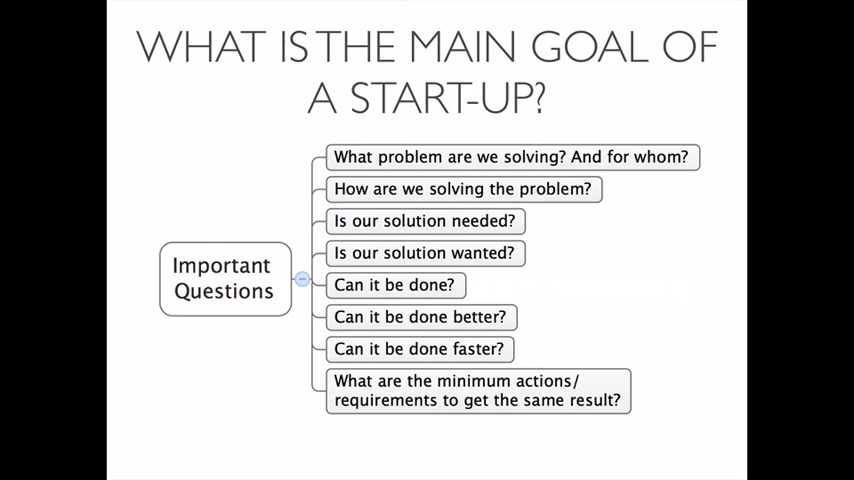 WHAT IS THE MAIN GOAL OF
A START-UP?
Important
Questions
What problem are we solving? And for whom?
How are we solving the problem?
Is our solution needed?
Is our solution wanted?
Can it be done?
Can it be done better?
Can it be done faster?
What are the minimum actions/
requirements to get the same result?